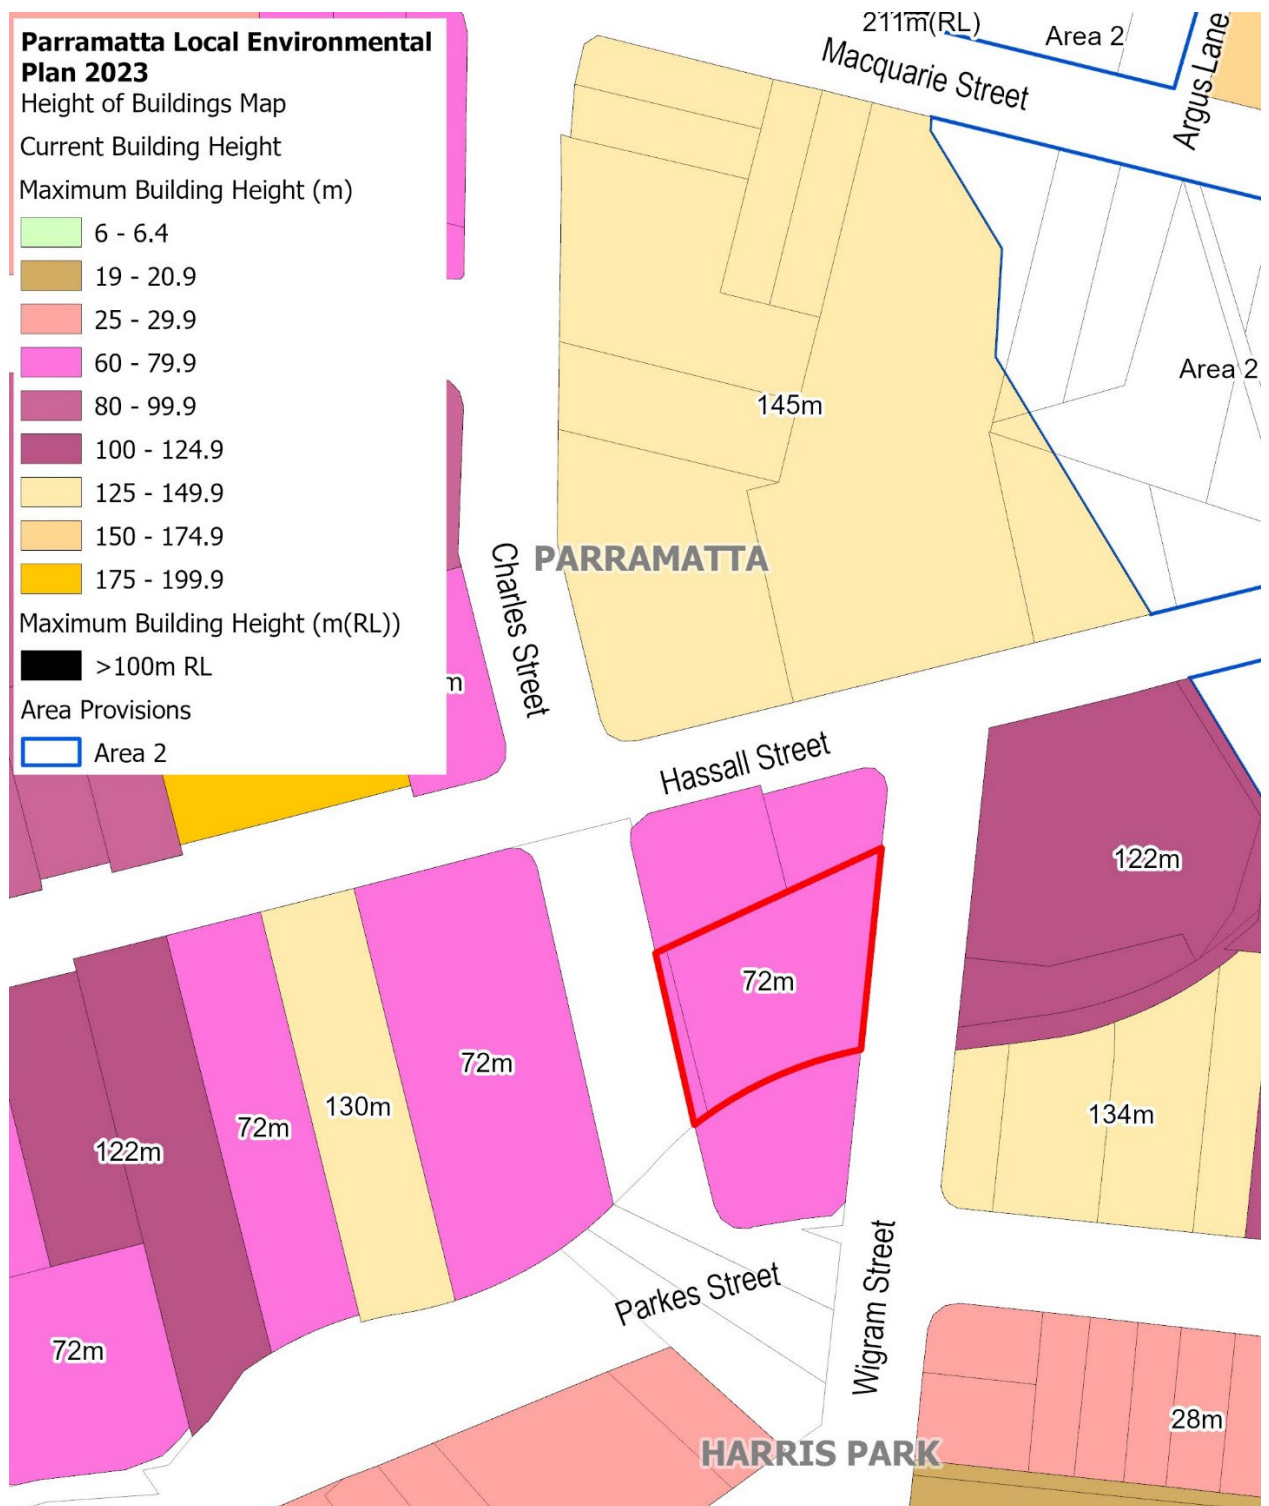 Parramatta Local Environmental
Plan 2023
Height of Buildings Map
Current Building Height
Maximum Building Height (m)
6 - 6.4
19 - 20.9
25 - 29.9
60 - 79.9
80 - 99.9
100 - 124.9
125 - 149.9
150 - 174.9
175 - 199.9
Maximum Building Height (m(RL))
>100m RL
Area Provisions
Area 2
211m(RL)
Area 2
Argus Lane
Macquarie Street
Area 2
145m
PARRAMATTA
Charles Street
m
Hassall Street
122m
72m
72m
130m
134m
72m
122m
Parkes Street
Wigram Street
72m
28m
HARRIS PARK